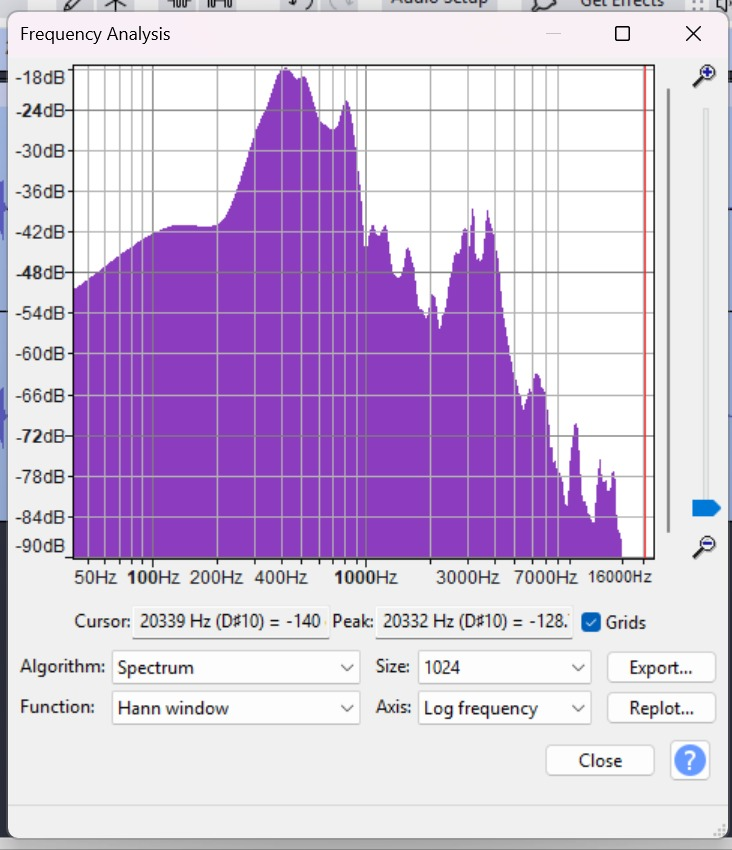 Audio Setup
Get Effects
Frequency Analysis
-18dB
-24dB
-30dB
-36dB
-42dB
-48dB
-54dB
-60dB
-66dB
-72dB
-78dB
-84dB
-90dB
50Hz 100Hz 200Hz 400Hz 1000Hz 3000Hz 7000Hz 16000Hz
Cursor: 20339 Hz (D♯10) = -140 Peak: 20332 Hz (D♯10) = -128. Grids
Algorithm: Spectrum Size: 1024 Export...
Function: Hann window Axis: Log frequency Replot...
Close ?